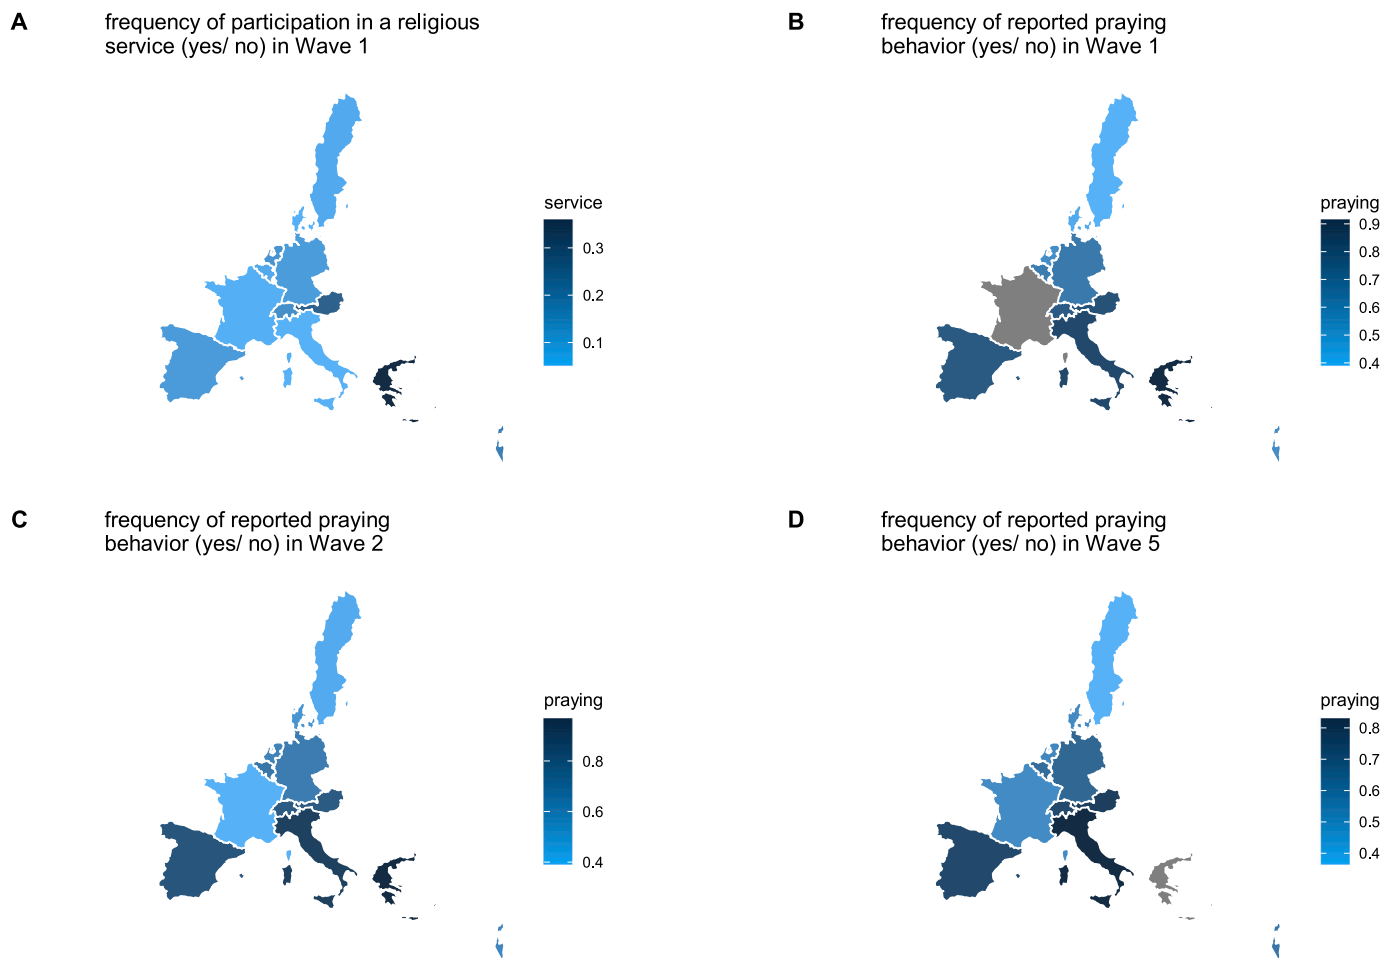 A
frequency of participation in a religious
service (yes/ no) in Wave 1
service
0.3
0.2
0.1
B
frequency of reported praying
behavior (yes/ no) in Wave 1
praying
0.9
0.8
0.7
0.6
0.5
0.4
C
frequency of reported praying
behavior (yes/ no) in Wave 2
praying
0.8
0.6
0.4
D
frequency of reported praying
behavior (yes/ no) in Wave 5
praying
0.8
0.7
0.6
0.5
0.4